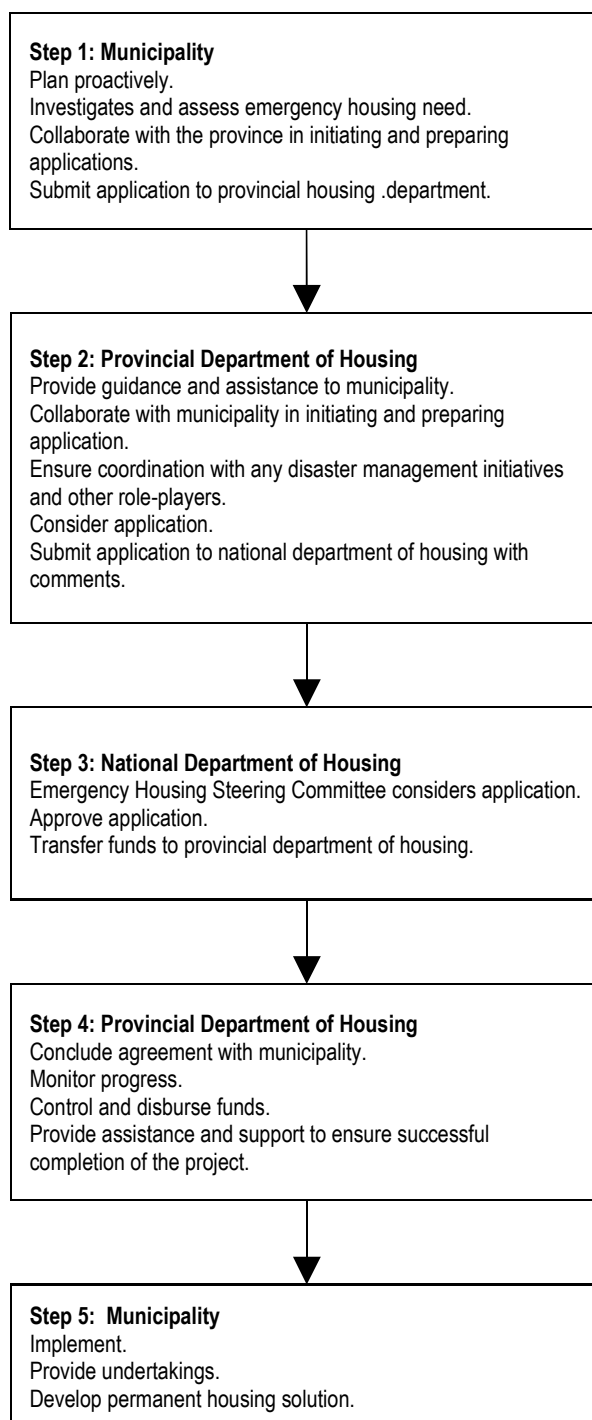 Step 1: Municipality
Plan proactively.
Investigates and assess emergency housing need.
Collaborate with the province in initiating and preparing
applications.
Submit application to provincial housing .department.
Step 2: Provincial Department of Housing
Provide guidance and assistance to municipality.
Collaborate with municipality in initiating and preparing
application.
Ensure coordination with any disaster management initiatives
and other role-players.
Consider application.
Submit application to national department of housing with
comments.
Step 3: National Department of Housing
Emergency Housing Steering Committee considers application.
Approve application.
Transfer funds to provincial department of housing.
Step 4: Provincial Department of Housing
Conclude agreement with municipality.
Monitor progress.
Control and disburse funds.
Provide assistance and support to ensure successful
completion of the project.
Step 5:  Municipality
Implement.
Provide undertakings.
Develop permanent housing solution.